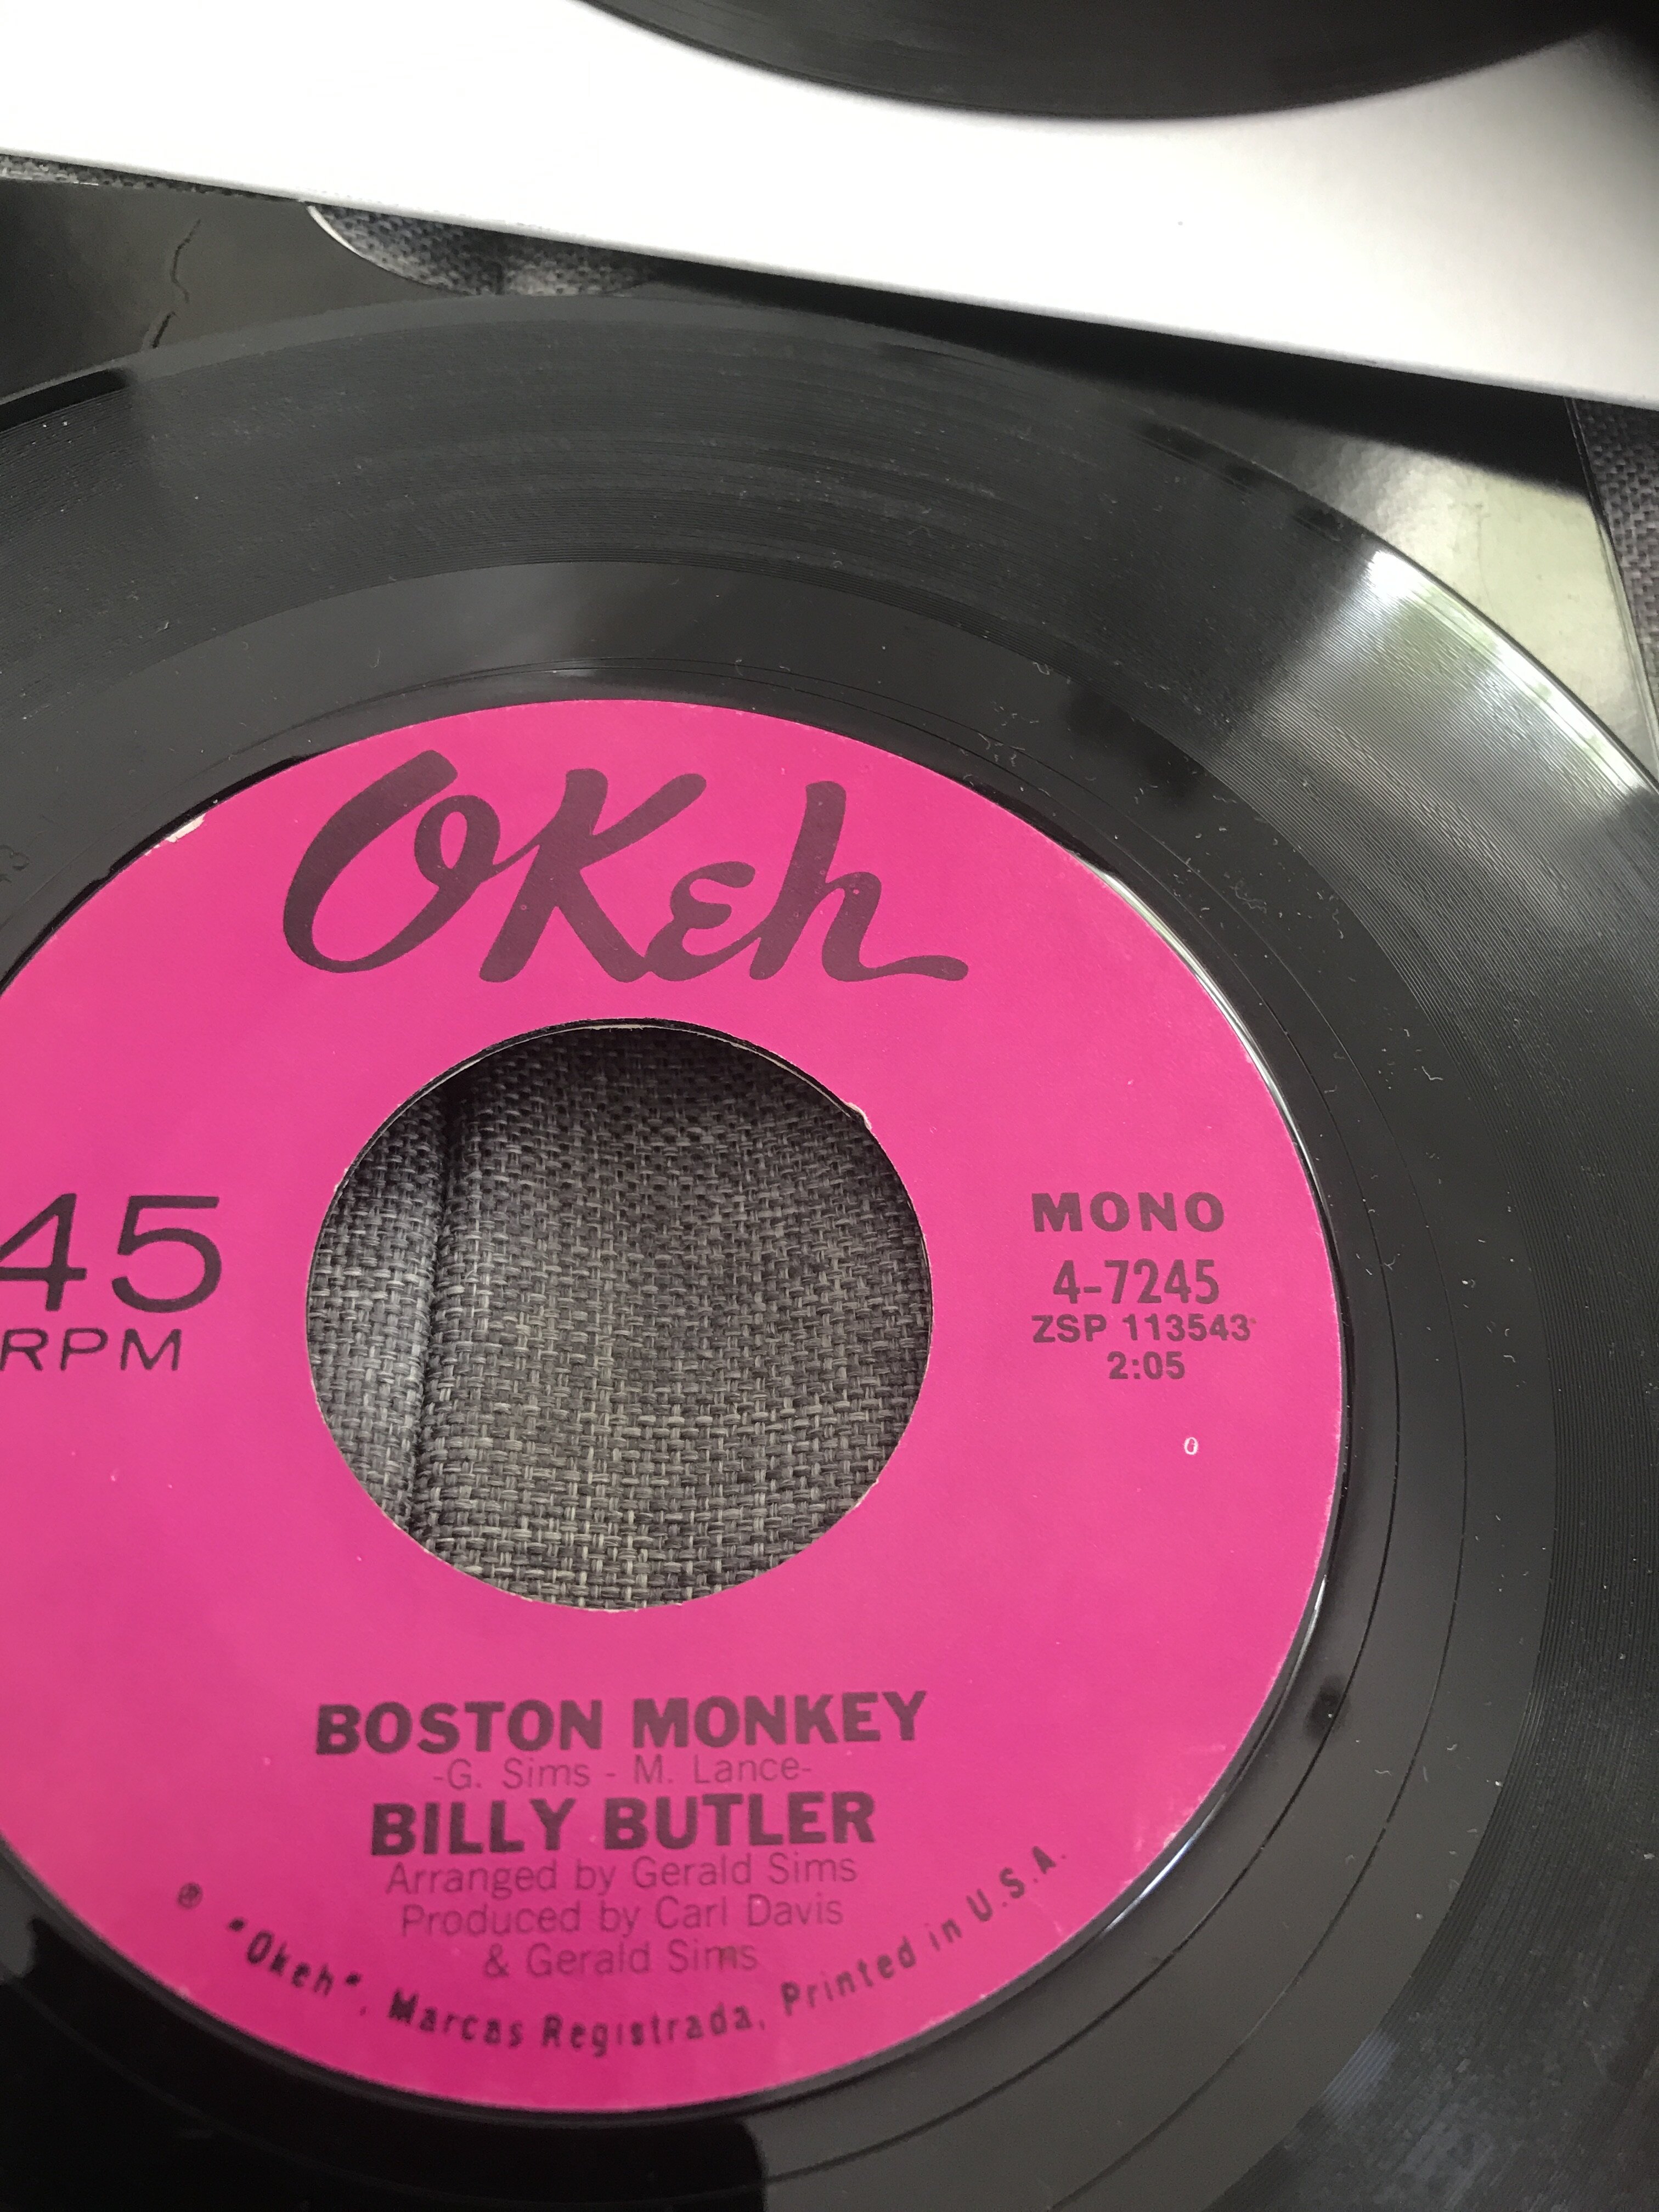 OKeh
45
RPM
MONO
4-7245
ZSP 113543
2:05
BOSTON MONKEY
-G. Sims - M. Lance-
BILLY BUTLER
Arranged by Gerald Sims
Produced by Carl Davis
& Gerald Sims
℗ "Okeh", Marcas Registrada, Printed in U.S.A.